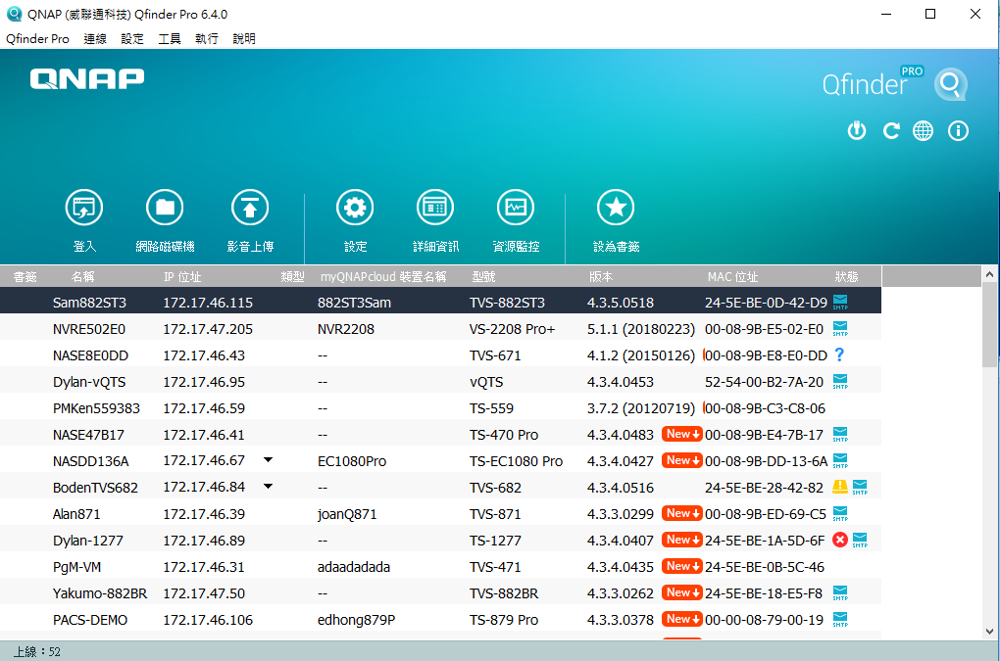 QNAP (威聯通科技) Qfinder Pro 6.4.0
Qfinder Pro 連線 設定 工具 執行 說明
QNAP
Qfinder PRO
登入 網路磁碟機 影音上傳 設定 詳細資訊 資源監控 設為書籤
書籤 名稱 IP 位址 類型 myQNAPcloud 裝置名稱 型號 版本 MAC 位址 狀態
Sam882ST3 172.17.46.115 882ST3Sam TVS-882ST3 4.3.5.0518 24-5E-BE-0D-42-D9 SMTP
NVRE502E0 172.17.47.205 NVR2208 VS-2208 Pro+ 5.1.1 (20180223) 00-08-9B-E5-02-E0 SMTP
NASE8E0DD 172.17.46.43 -- TVS-671 4.1.2 (20150126) 00-08-9B-E8-E0-DD ?
Dylan-vQTS 172.17.46.95 -- vQTS 4.3.4.0453 52-54-00-B2-7A-20 SMTP
PMKen559383 172.17.46.59 -- TS-559 3.7.2 (20120719) 00-08-9B-C3-C8-06
NASE47B17 172.17.46.41 -- TS-470 Pro 4.3.4.0483 New 00-08-9B-E4-7B-17 SMTP
NASDD136A 172.17.46.67 EC1080Pro TS-EC1080 Pro 4.3.4.0427 New 00-08-9B-DD-13-6A SMTP
BodenTVS682 172.17.46.84 -- TVS-682 4.3.4.0516 24-5E-BE-28-42-82 SMTP
Alan871 172.17.46.39 joanQ871 TVS-871 4.3.3.0299 New 00-08-9B-ED-69-C5 SMTP
Dylan-1277 172.17.46.89 -- TS-1277 4.3.4.0407 New 24-5E-BE-1A-5D-6F SMTP
PgM-VM 172.17.46.31 adaadadada TVS-471 4.3.4.0435 New 24-5E-BE-0B-5C-46
Yakumo-882BR 172.17.47.50 -- TVS-882BR 4.3.3.0262 New 24-5E-BE-18-E5-F8 SMTP
PACS-DEMO 172.17.46.106 edhong879P TS-879 Pro 4.3.3.0378 New 00-00-08-79-00-19 SMTP
上線：52